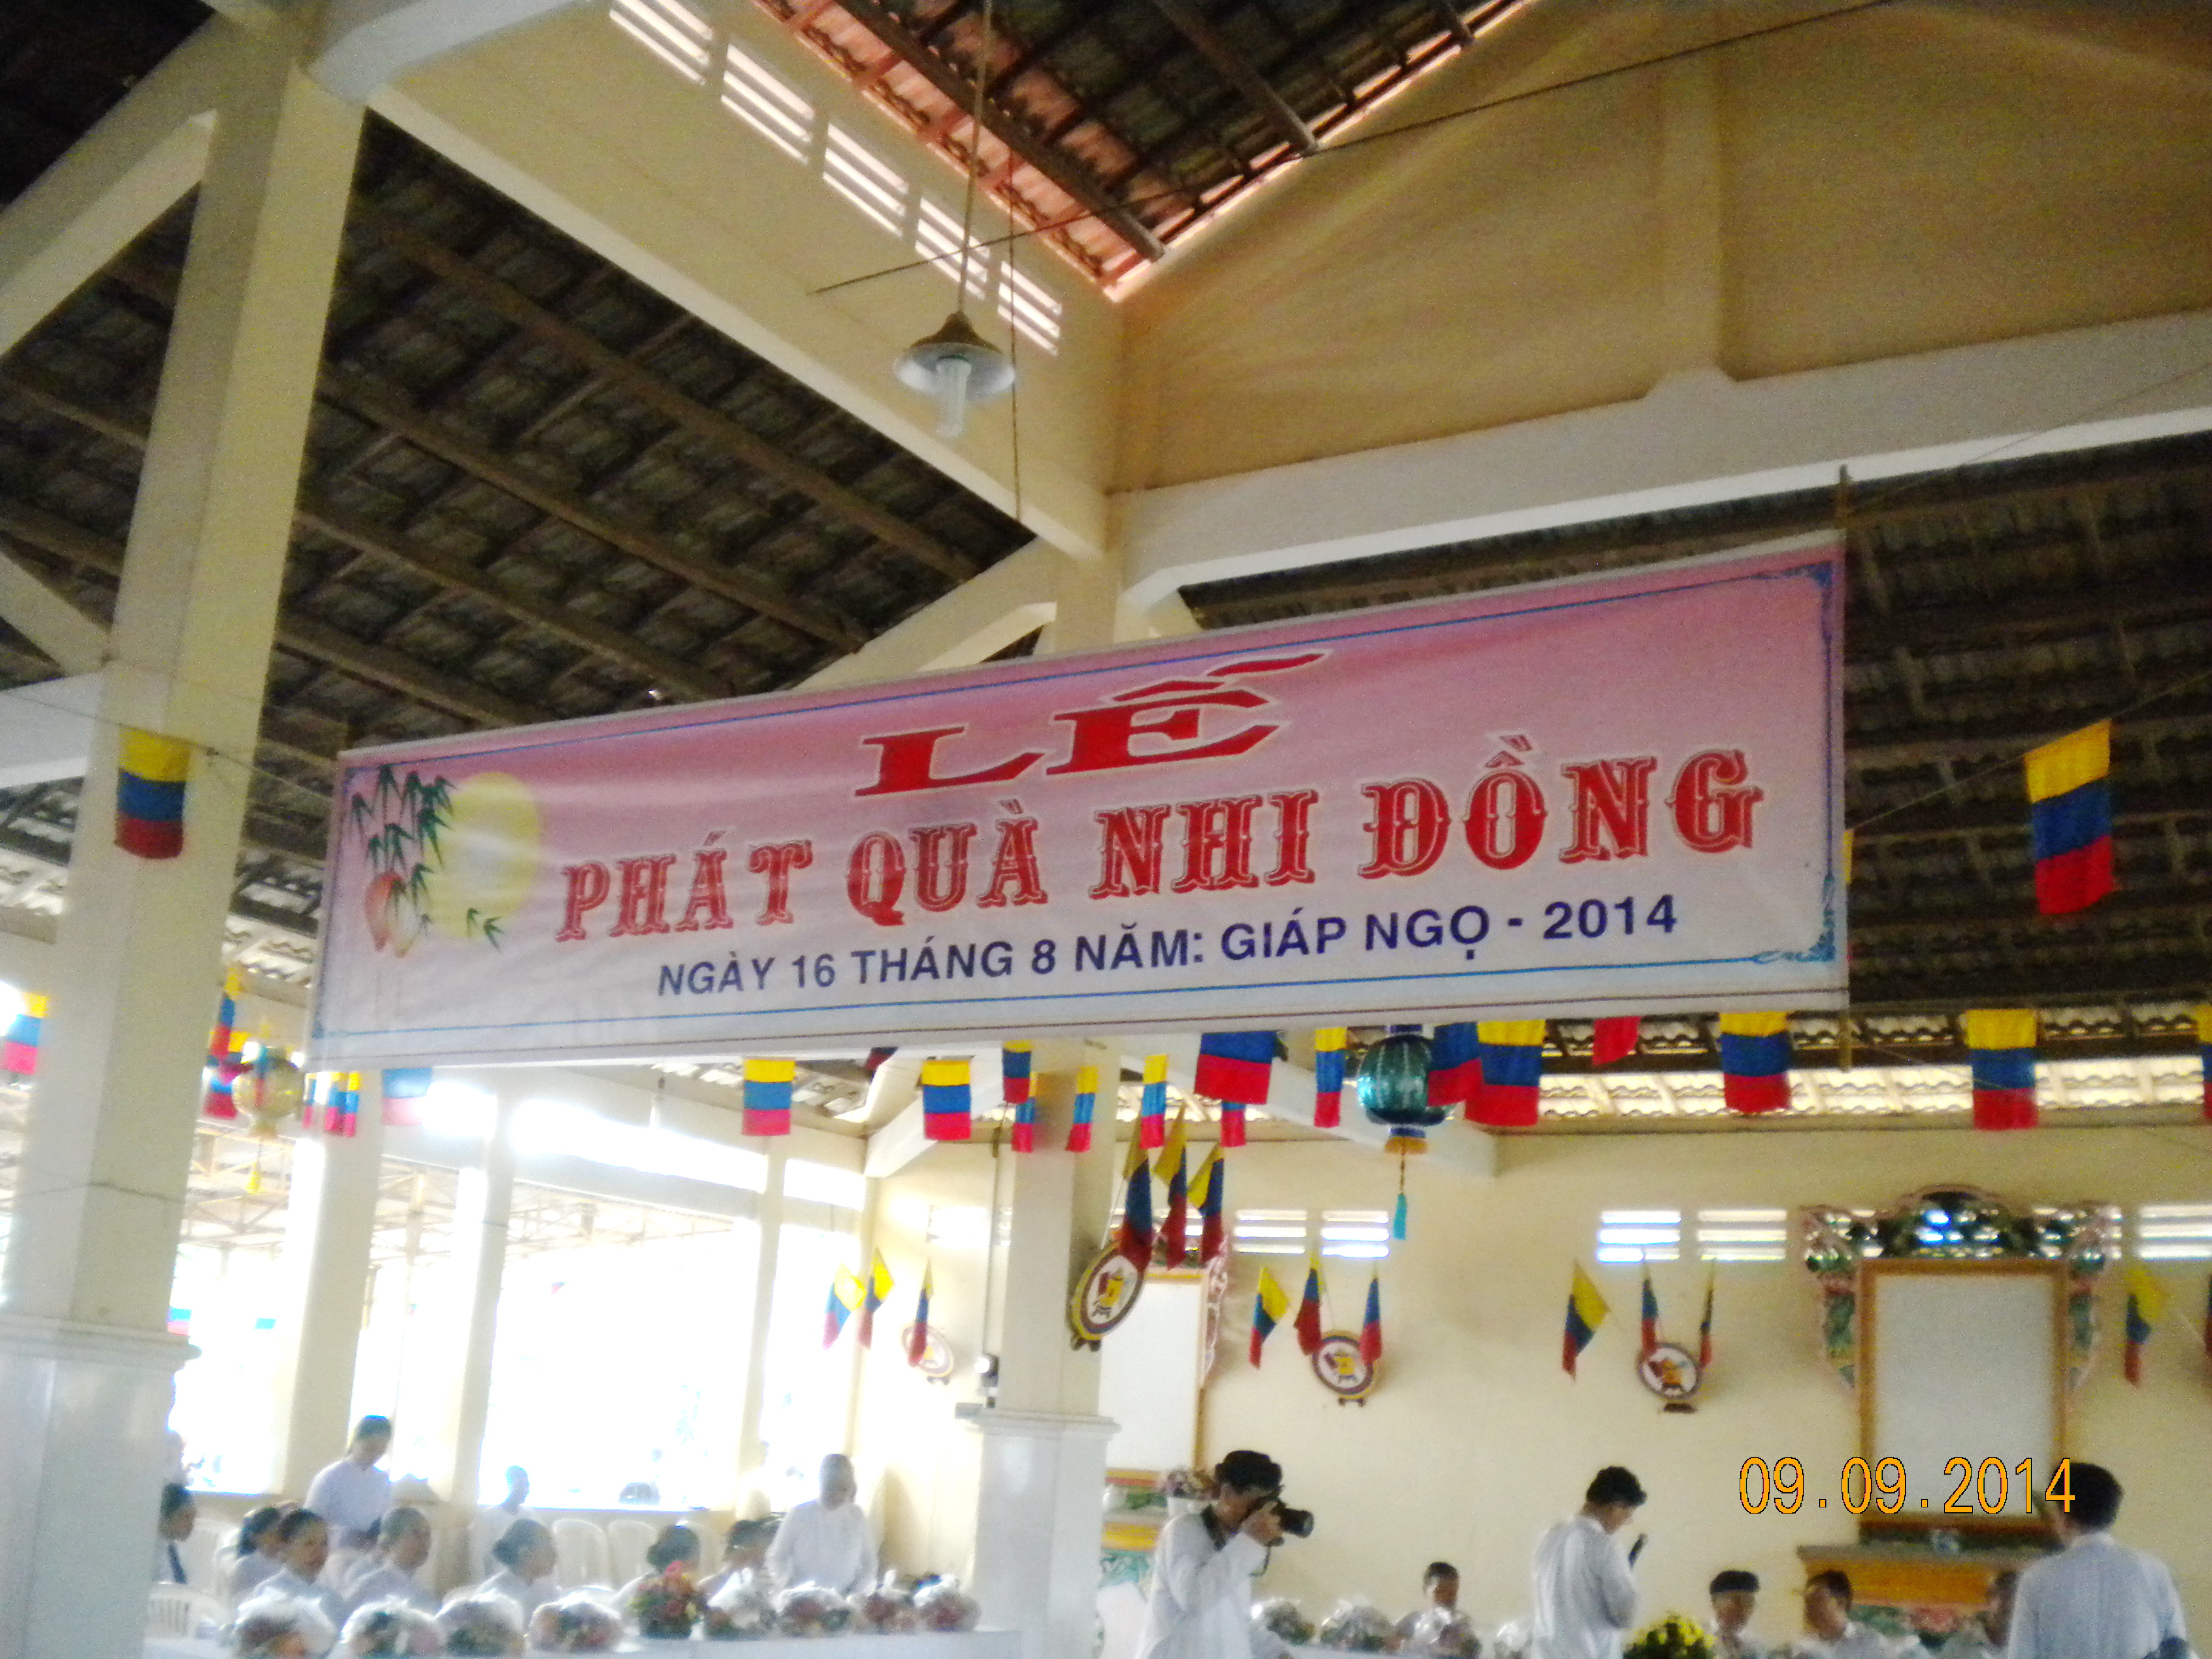 LỄ
PHÁT QUÀ NHI ĐỒNG
NGÀY 16 THÁNG 8 NĂM: GIÁP NGỌ - 2014
09.09.2014